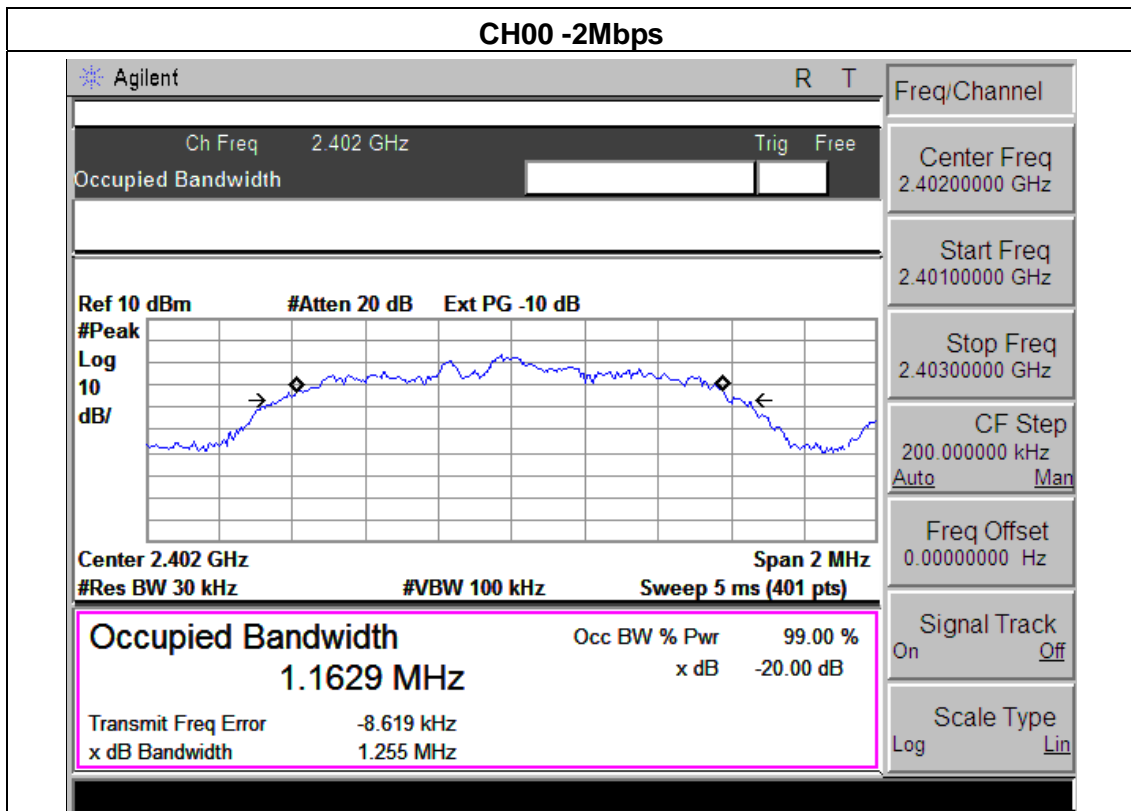 CH00 -2Mbps
Agilent R T
Ch Freq 2.402 GHz Trig Free
Occupied Bandwidth
Ref 10 dBm #Atten 20 dB Ext PG -10 dB
#Peak
Log
10
dB/
Center 2.402 GHz Span 2 MHz
#Res BW 30 kHz #VBW 100 kHz Sweep 5 ms (401 pts)
Occupied Bandwidth Occ BW % Pwr 99.00 %
1.1629 MHz x dB -20.00 dB
Transmit Freq Error -8.619 kHz
x dB Bandwidth 1.255 MHz
Freq/Channel
Center Freq
2.40200000 GHz
Start Freq
2.40100000 GHz
Stop Freq
2.40300000 GHz
CF Step
200.000000 kHz
Auto Man
Freq Offset
0.00000000 Hz
Signal Track
On Off
Scale Type
Log Lin